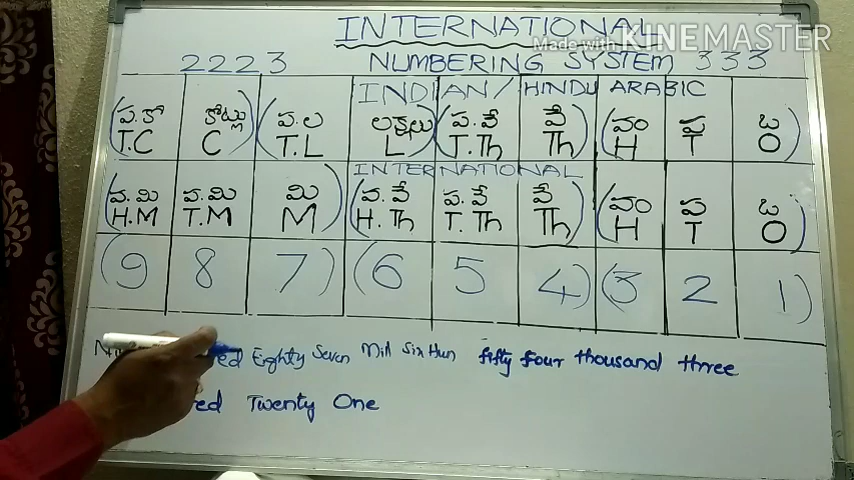 INTERNATIONAL
Made with KINEMASTER
2223 NUMBERING SYSTEM 333
INDIAN/ HINDU ARABIC
(ప.కో కోట్లు) (ప.ల లక్షలు) (ప.వే వే) (వం ప ఒ)
T.C C T.L L T.Th Th H T O
INTERNATIONAL
(ప.మి మి) (ప.వే వే) (వం ప ఒ)
H.M T.M M H.Th T.Th Th H T O
(9 8 7) (6 5 4) (3 2 1)
Eighty Seven Mill Six Hun fifty four thousand three
Twenty One